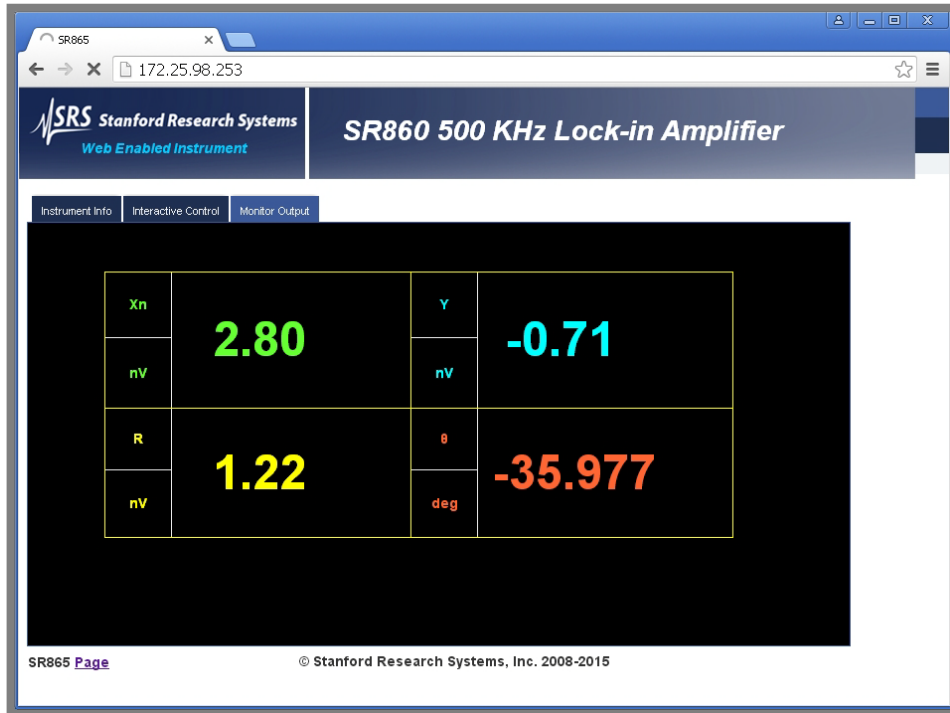 SR865
172.25.98.253
SRS Stanford Research Systems
Web Enabled Instrument
SR860 500 KHz Lock-in Amplifier
Instrument Info Interactive Control Monitor Output
Xn
2.80
nV
Y
-0.71
nV
R
1.22
nV
θ
-35.977
deg
SR865 Page
© Stanford Research Systems, Inc. 2008-2015